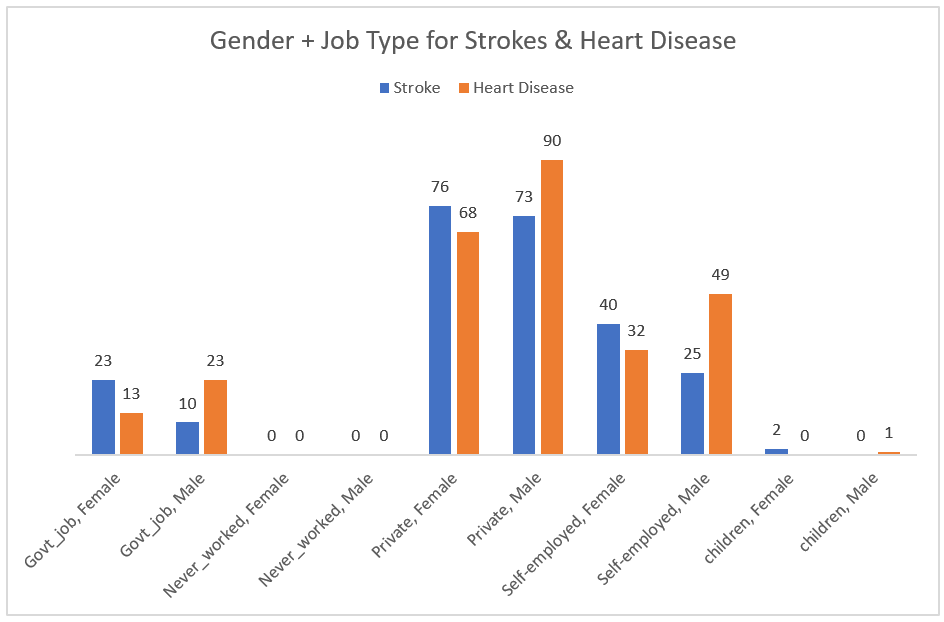 Gender + Job Type for Strokes & Heart Disease
Stroke Heart Disease
23 13
10 23
0 0
0 0
76 68
73 90
40 32
25 49
2 0
0 1
Govt_job, Female
Govt_job, Male
Never_worked, Female
Never_worked, Male
Private, Female
Private, Male
Self-employed, Female
Self-employed, Male
children, Female
children, Male